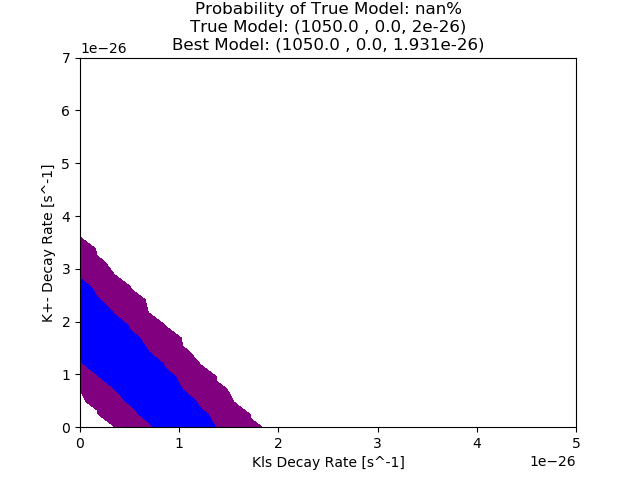 Probability of True Model: nan%
True Model: (1050.0 , 0.0, 2e-26)
Best Model: (1050.0 , 0.0, 1.931e-26)
1e−26
7
6
5
4
3
2
1
0
K+- Decay Rate [s^-1]
0 1 2 3 4 5
Kls Decay Rate [s^-1]
1e−26